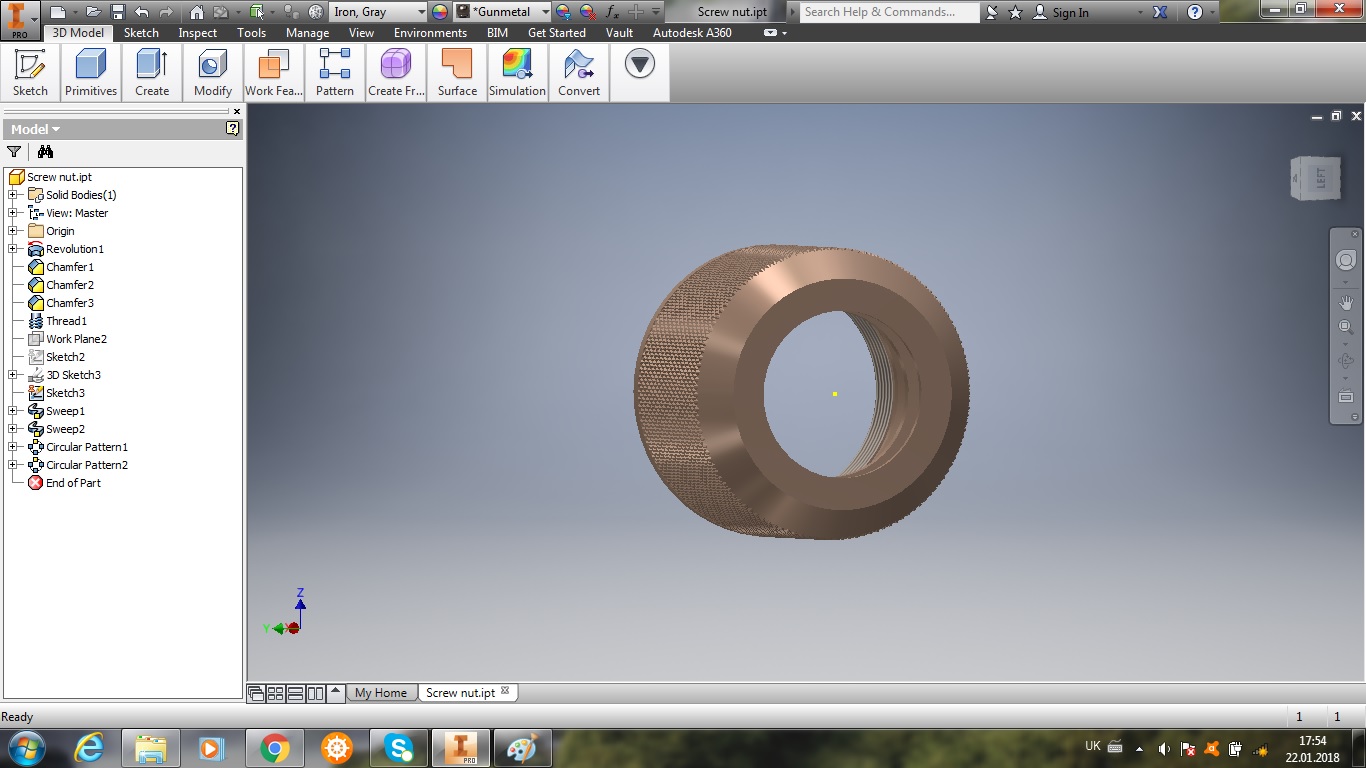 PRO
Iron, Gray
*Gunmetal
Screw nut.ipt
Search Help & Commands...
Sign In
3D Model
Sketch
Inspect
Tools
Manage
View
Environments
BIM
Get Started
Vault
Autodesk A360
Sketch
Primitives
Create
Modify
Work Fea...
Pattern
Create Fr...
Surface
Simulation
Convert
Model
Screw nut.ipt
Solid Bodies(1)
View: Master
Origin
Revolution1
Chamfer1
Chamfer2
Chamfer3
Thread1
Work Plane2
Sketch2
3D Sketch3
Sketch3
Sweep1
Sweep2
Circular Pattern1
Circular Pattern2
End of Part
LEFT
Z
Y
My Home
Screw nut.ipt
Ready
1
1
PRO
UK
17:54
22.01.2018